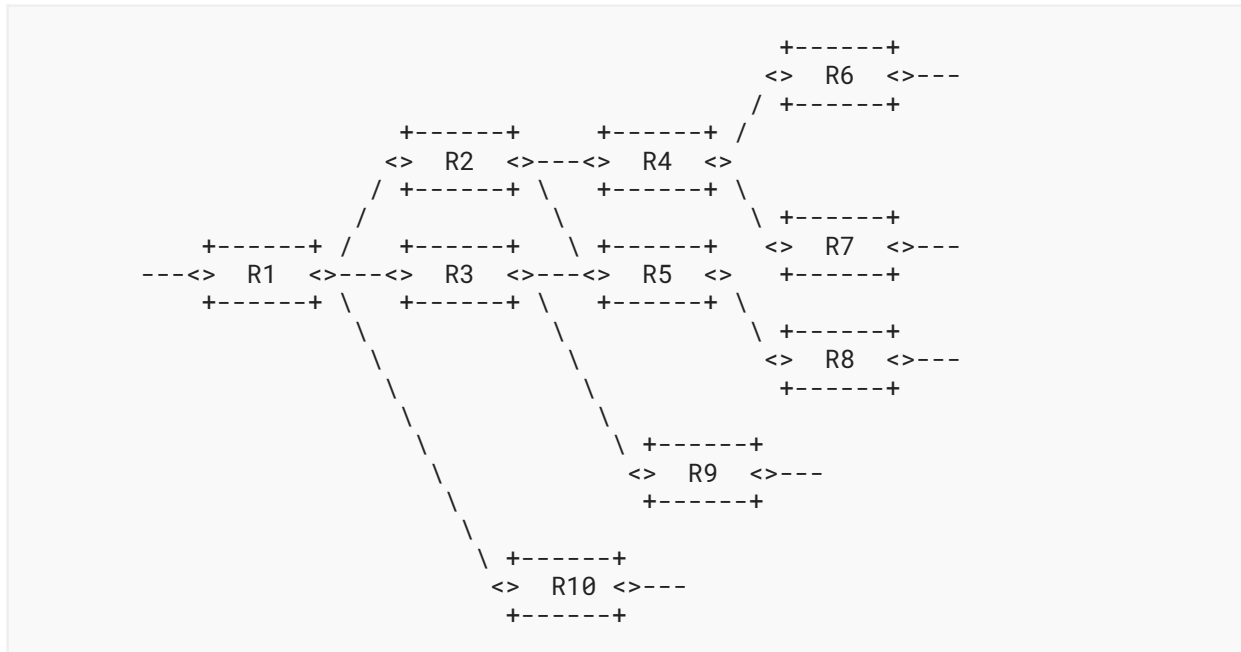 +------+
                                          <>  R6  <>---
                                         / +------+
                 +------+     +------+  /
                <>  R2  <>---<>  R4  <>
               / +------+ \   +------+ \
              /            \            \  +------+
    +------+ /   +------+   \ +------+   <>  R7  <>---
---<>  R1  <>---<>  R3  <>---<>  R5  <>    +------+
    +------+ \   +------+ \   +------+ \
              \            \            \  +------+
               \            \            <>  R8  <>---
                \            \             +------+
                 \            \
                  \            \  +------+
                   \            <>  R9  <>---
                    \             +------+
                     \
                      \  +------+
                       <>  R10 <>---
                         +------+